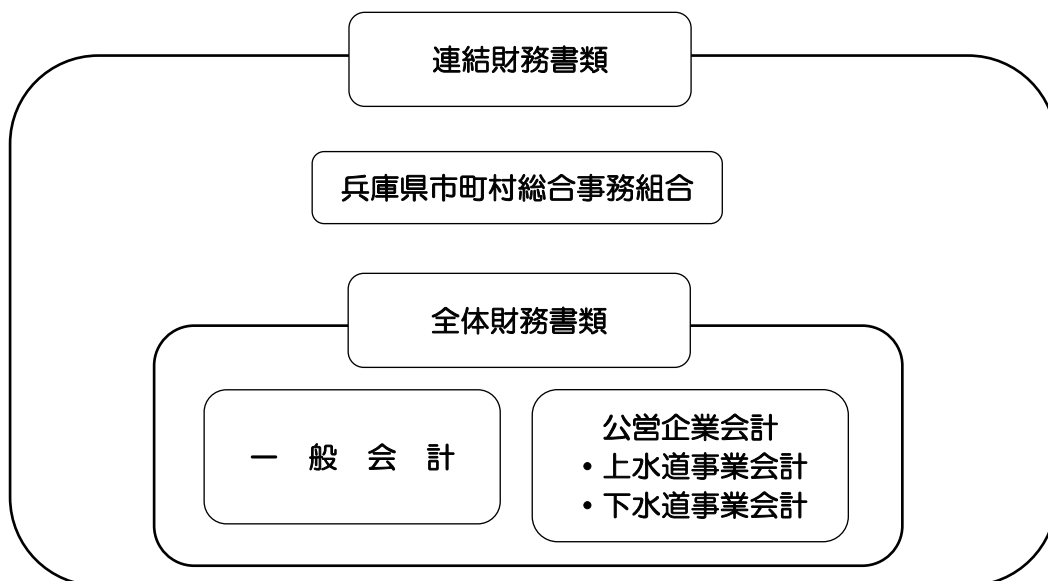 連結財務書類
兵庫県市町村総合事務組合
全体財務書類
一 般 会 計
公営企業会計
・上水道事業会計
・下水道事業会計